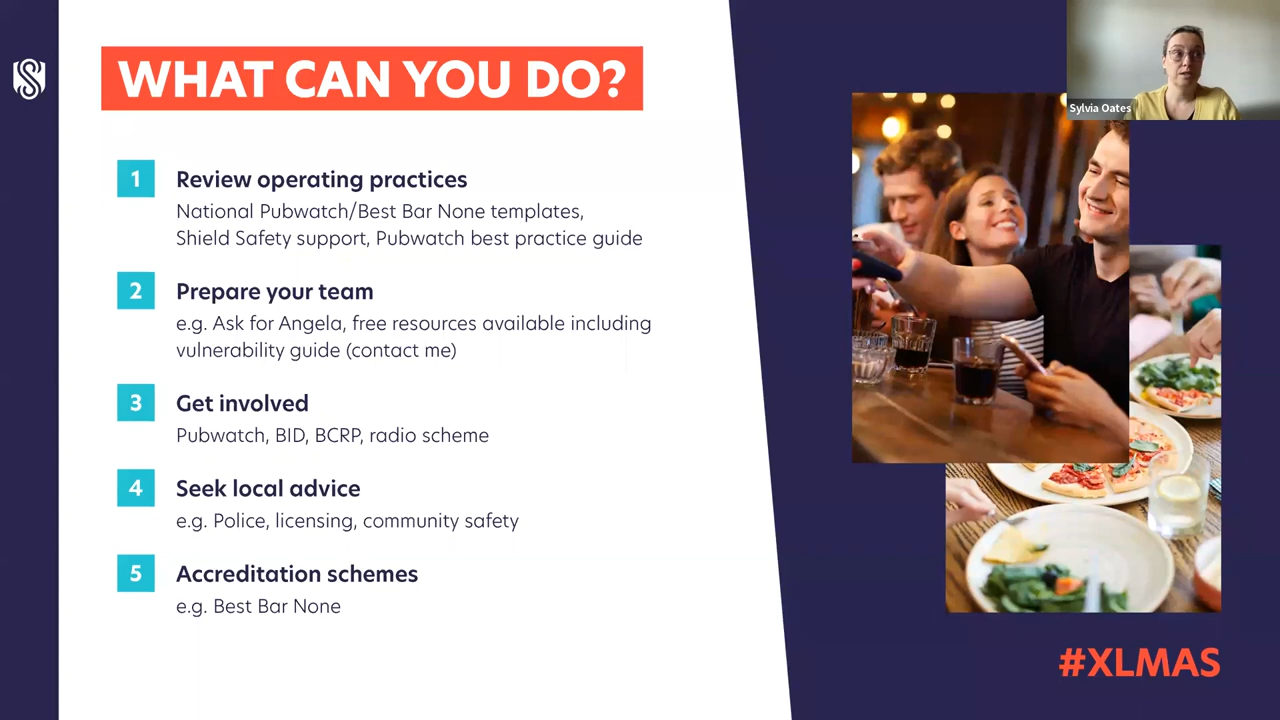 WHAT CAN YOU DO?
1
Review operating practices
National Pubwatch/Best Bar None templates,
Shield Safety support, Pubwatch best practice guide
2
Prepare your team
e.g. Ask for Angela, free resources available including
vulnerability guide (contact me)
3
Get involved
Pubwatch, BID, BCRP, radio scheme
4
Seek local advice
e.g. Police, licensing, community safety
5
Accreditation schemes
e.g. Best Bar None
Sylvia Oates
#XLMAS